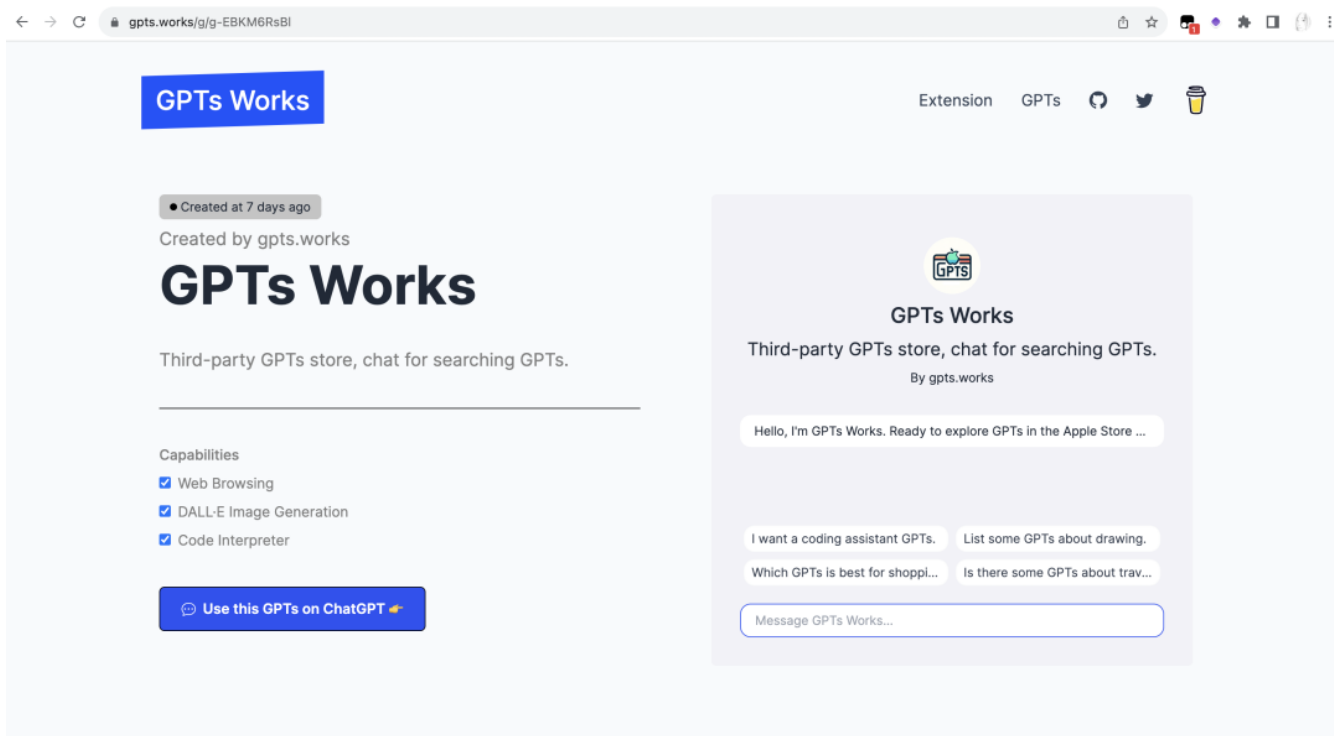 gpts.works/g/g-EBKM6RsBl
1
GPTs Works
Extension GPTs
Created at 7 days ago
Created by gpts.works
GPTs Works
Third-party GPTs store, chat for searching GPTs.
Capabilities
Web Browsing
DALL·E Image Generation
Code Interpreter
Use this GPTs on ChatGPT
GPTS
GPTs Works
Third-party GPTs store, chat for searching GPTs.
By gpts.works
Hello, I'm GPTs Works. Ready to explore GPTs in the Apple Store ...
I want a coding assistant GPTs. List some GPTs about drawing.
Which GPTs is best for shoppi... Is there some GPTs about trav...
Message GPTs Works...